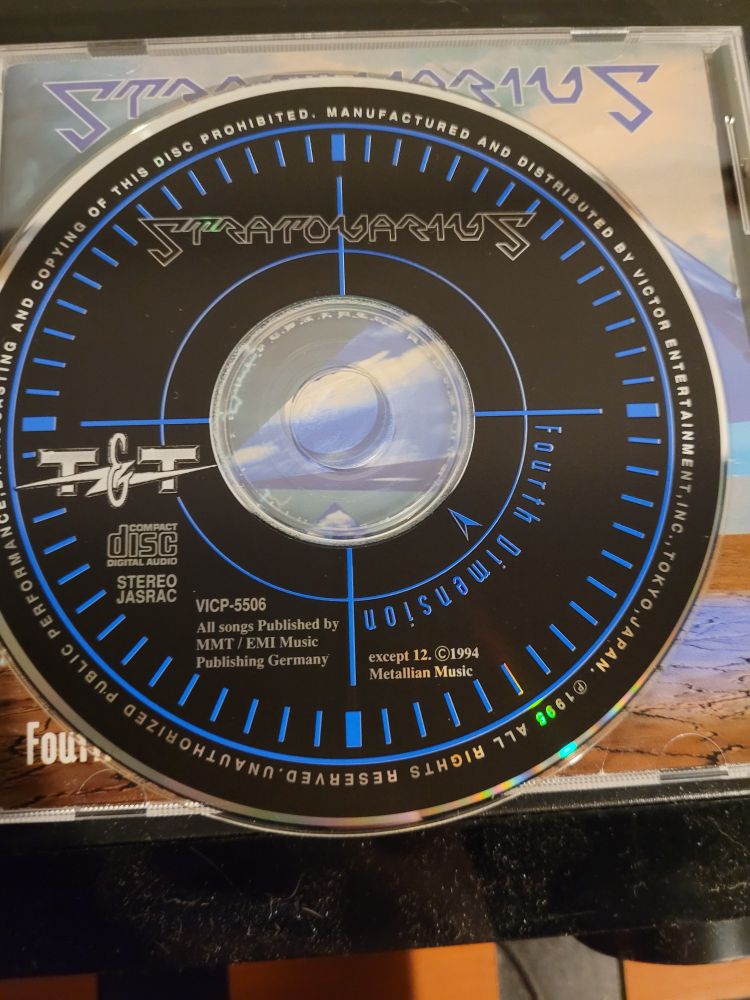 STRATOVARIUS
UNAUTHORIZED PUBLIC PERFORMANCE, BROADCASTING AND COPYING OF THIS DISC PROHIBITED. MANUFACTURED AND DISTRIBUTED BY VICTOR ENTERTAINMENT, INC., TOKYO, JAPAN. Ⓟ1995 ALL RIGHTS RESERVED.
STRATOVARIUS
Fourth Dimension
T&T
COMPACT
disc
DIGITAL AUDIO
STEREO
JASRAC
VICP-5506
All songs Published by
MMT / EMI Music
Publishing Germany
except 12. ©1994
Metallian Music